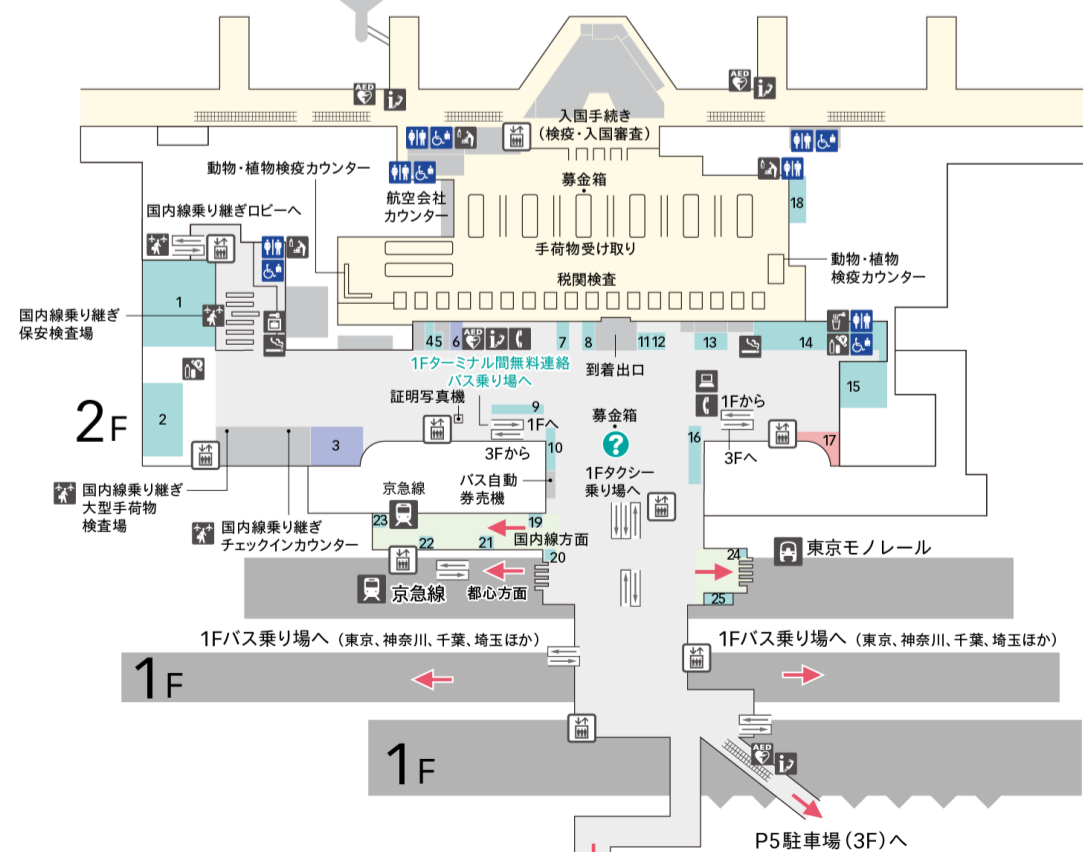 AED
AED
入国手続き
(検疫・入国審査)
動物・植物検疫カウンター
航空会社
カウンター
募金箱
18
国内線乗り継ぎロビーへ
手荷物受け取り
動物・植物
検疫カウンター
税関検査
1
国内線乗り継ぎ
保安検査場
4
5
6
AED
7
8
到着出口
11
12
13
14
1Fターミナル間無料連絡
バス乗り場へ
15
証明写真機
2
9
1Fへ
3Fから
10
募金箱
?
1Fから
3Fへ
16
17
2F
3
国内線乗り継ぎ
大型手荷物
検査場
国内線乗り継ぎ
チェックインカウンター
バス自動
券売機
1Fタクシー
乗り場へ
京急線
23
19
国内線方面
22
21
20
24
東京モノレール
京急線
都心方面
25
1Fバス乗り場へ (東京、神奈川、千葉、埼玉ほか)
1Fバス乗り場へ (東京、神奈川、千葉、埼玉ほか)
1F
1F
AED
P5駐車場(3F)へ